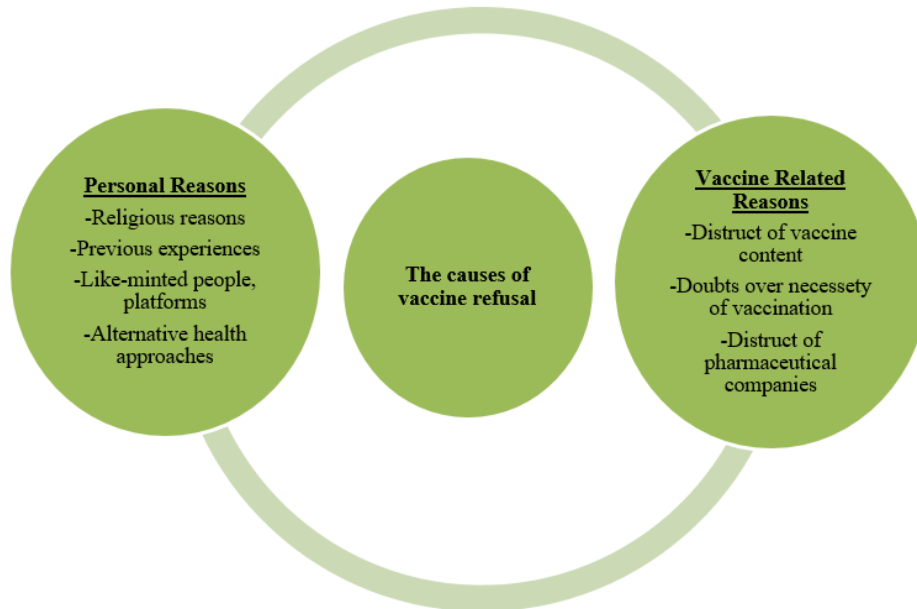 Personal Reasons
-Religious reasons
-Previous experiences
-Like-minted people,
platforms
-Alternative health
approaches
The causes of
vaccine refusal
Vaccine Related
Reasons
-Distruct of vaccine
content
-Doubts over necessety
of vaccination
-Distruct of
pharmaceutical
companies